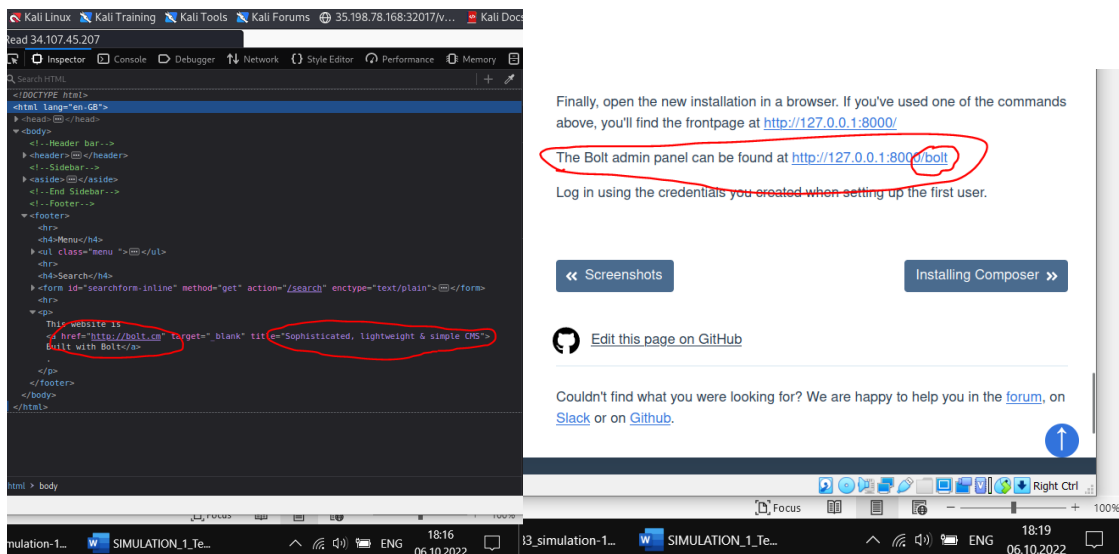 Kali Linux Kali Training Kali Tools Kali Forums 35.198.78.168:32017/v... Kali Docs
Read 34.107.45.207
Inspector Console Debugger Network Style Editor Performance Memory
Search HTML
<!DOCTYPE html>
<html lang="en-GB">
<head></head>
<body>
<!--Header bar-->
<header></header>
<!--Sidebar-->
<aside></aside>
<!--End Sidebar-->
<!--Footer-->
<footer>
<hr>
<h4>Menu</h4>
<ul class="menu "></ul>
<hr>
<h4>Search</h4>
<form id="searchform-inline" method="get" action="/search" enctype="text/plain"></form>
<hr>
<p>
This website is
<a href="http://bolt.cm" target="_blank" title="Sophisticated, lightweight & simple CMS">
Built with Bolt</a>
.
</p>
</footer>
</body>
</html>
html > body
Focus 100%
mulation-1... SIMULATION_1_Te... ENG 18:16
06.10.2022
Finally, open the new installation in a browser. If you've used one of the commands
above, you'll find the frontpage at http://127.0.0.1:8000/
The Bolt admin panel can be found at http://127.0.0.1:8000/bolt
Log in using the credentials you created when setting up the first user.
« Screenshots
Installing Composer »
Edit this page on GitHub
Couldn't find what you were looking for? We are happy to help you in the forum, on
Slack or on Github.
Right Ctrl
Focus 100%
33_simulation-1... SIMULATION_1_Te... ENG 18:19
06.10.2022